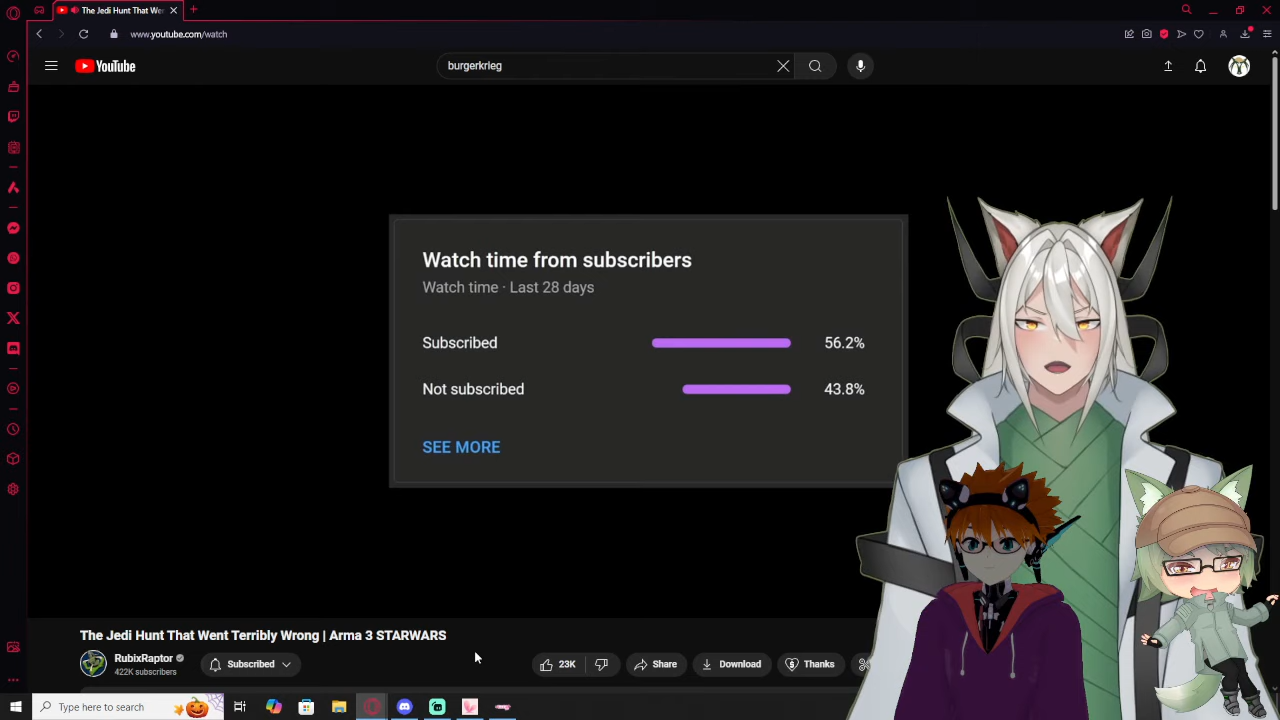 The Jedi Hunt That Wen
www.youtube.com/watch
YouTube
burgerkrieg
Watch time from subscribers
Watch time · Last 28 days
Subscribed 56.2%
Not subscribed 43.8%
SEE MORE
The Jedi Hunt That Went Terribly Wrong | Arma 3 STARWARS
RubixRaptor
422K subscribers
Subscribed
23K
Share
Download
Thanks
Type here to search